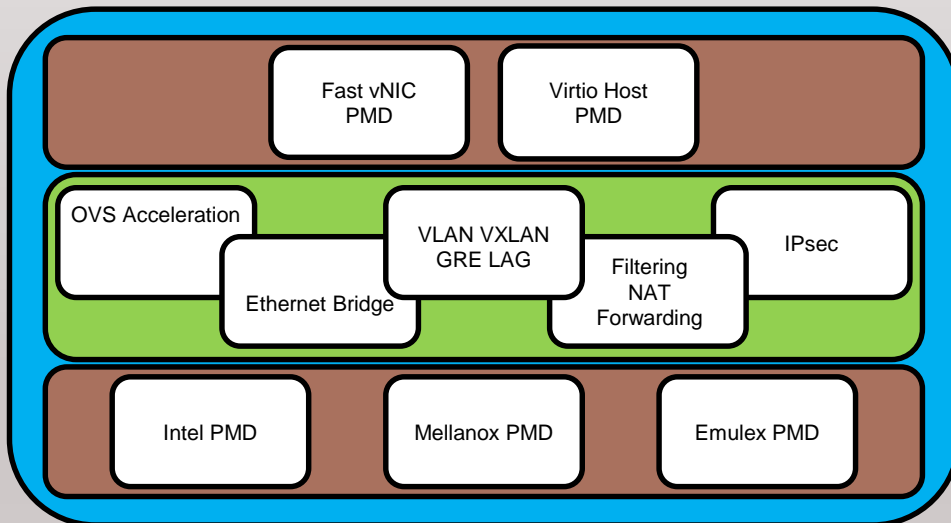 Fast vNIC
PMD
Virtio Host
PMD
OVS Acceleration
Ethernet Bridge
VLAN VXLAN
GRE LAG
Filtering
NAT
Forwarding
IPsec
Intel PMD
Mellanox PMD
Emulex PMD